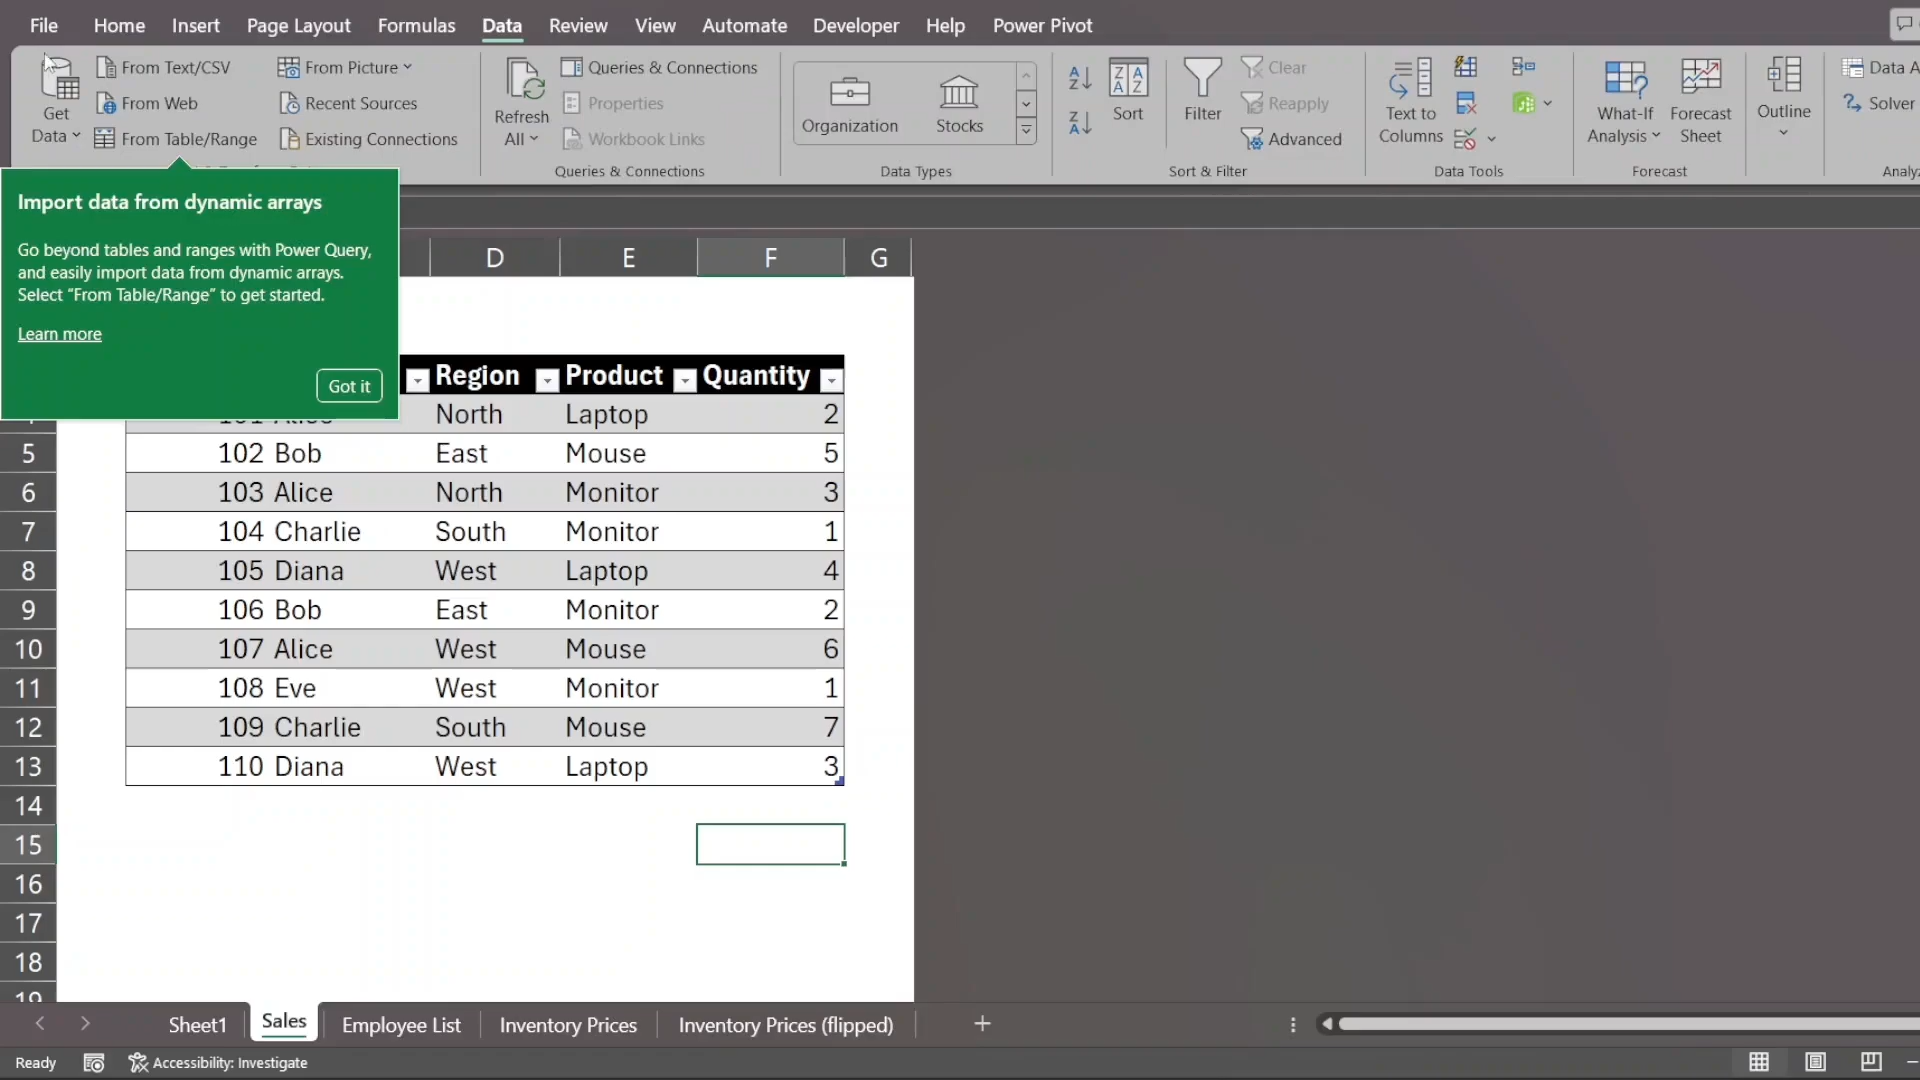 File Home Insert Page Layout Formulas Data Review View Automate Developer Help Power Pivot
Get Data
From Text/CSV
From Web
From Table/Range
From Picture
Recent Sources
Existing Connections
Refresh All
Queries & Connections
Properties
Workbook Links
Queries & Connections
Organization
Stocks
Data Types
Sort
Filter
Clear
Reapply
Advanced
Sort & Filter
Text to Columns
Data Tools
What-If Analysis
Forecast Sheet
Forecast
Outline
Data A
Solver
Analy
Import data from dynamic arrays
Go beyond tables and ranges with Power Query,
and easily import data from dynamic arrays.
Select “From Table/Range” to get started.
Learn more
Got it
D E F G
Region Product Quantity
North Laptop 2
5 102 Bob East Mouse 5
6 103 Alice North Monitor 3
7 104 Charlie South Monitor 1
8 105 Diana West Laptop 4
9 106 Bob East Monitor 2
10 107 Alice West Mouse 6
11 108 Eve West Monitor 1
12 109 Charlie South Mouse 7
13 110 Diana West Laptop 3
14
15
16
17
18
19
Sheet1 Sales Employee List Inventory Prices Inventory Prices (flipped)
Ready Accessibility: Investigate